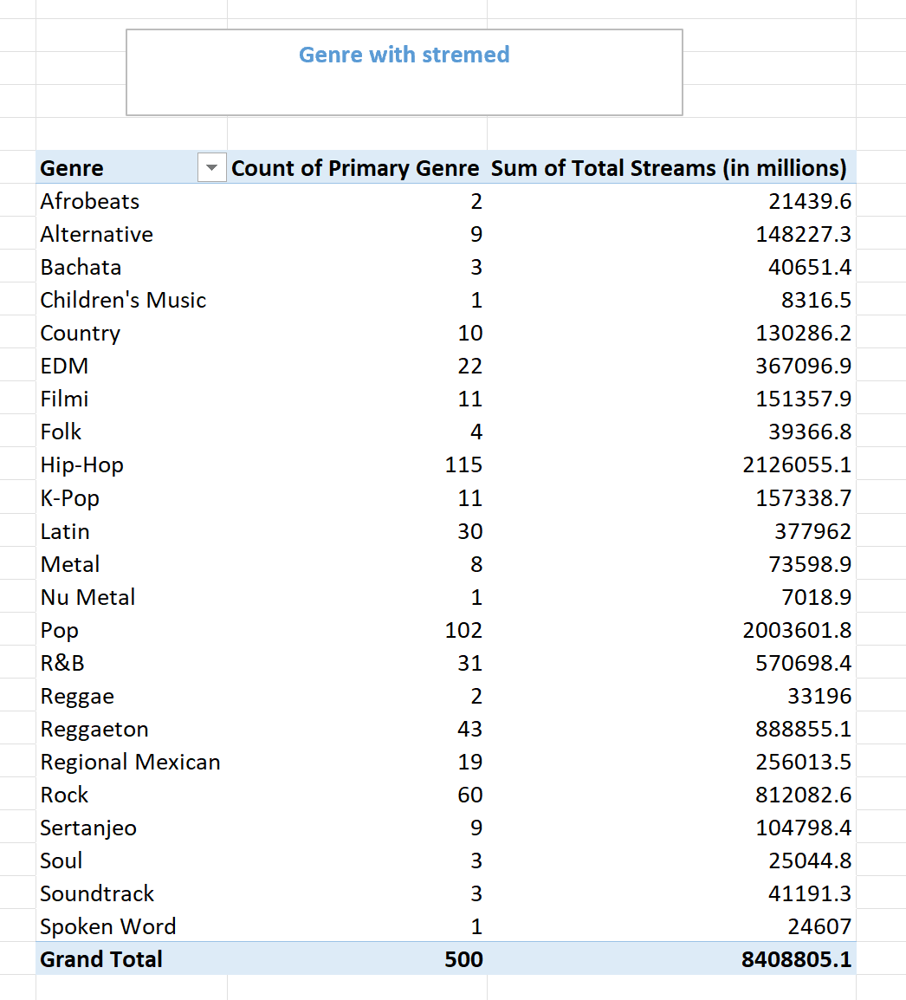 Genre with stremed
Genre Count of Primary Genre Sum of Total Streams (in millions)
Afrobeats 2 21439.6
Alternative 9 148227.3
Bachata 3 40651.4
Children's Music 1 8316.5
Country 10 130286.2
EDM 22 367096.9
Filmi 11 151357.9
Folk 4 39366.8
Hip-Hop 115 2126055.1
K-Pop 11 157338.7
Latin 30 377962
Metal 8 73598.9
Nu Metal 1 7018.9
Pop 102 2003601.8
R&B 31 570698.4
Reggae 2 33196
Reggaeton 43 888855.1
Regional Mexican 19 256013.5
Rock 60 812082.6
Sertanjeo 9 104798.4
Soul 3 25044.8
Soundtrack 3 41191.3
Spoken Word 1 24607
Grand Total 500 8408805.1